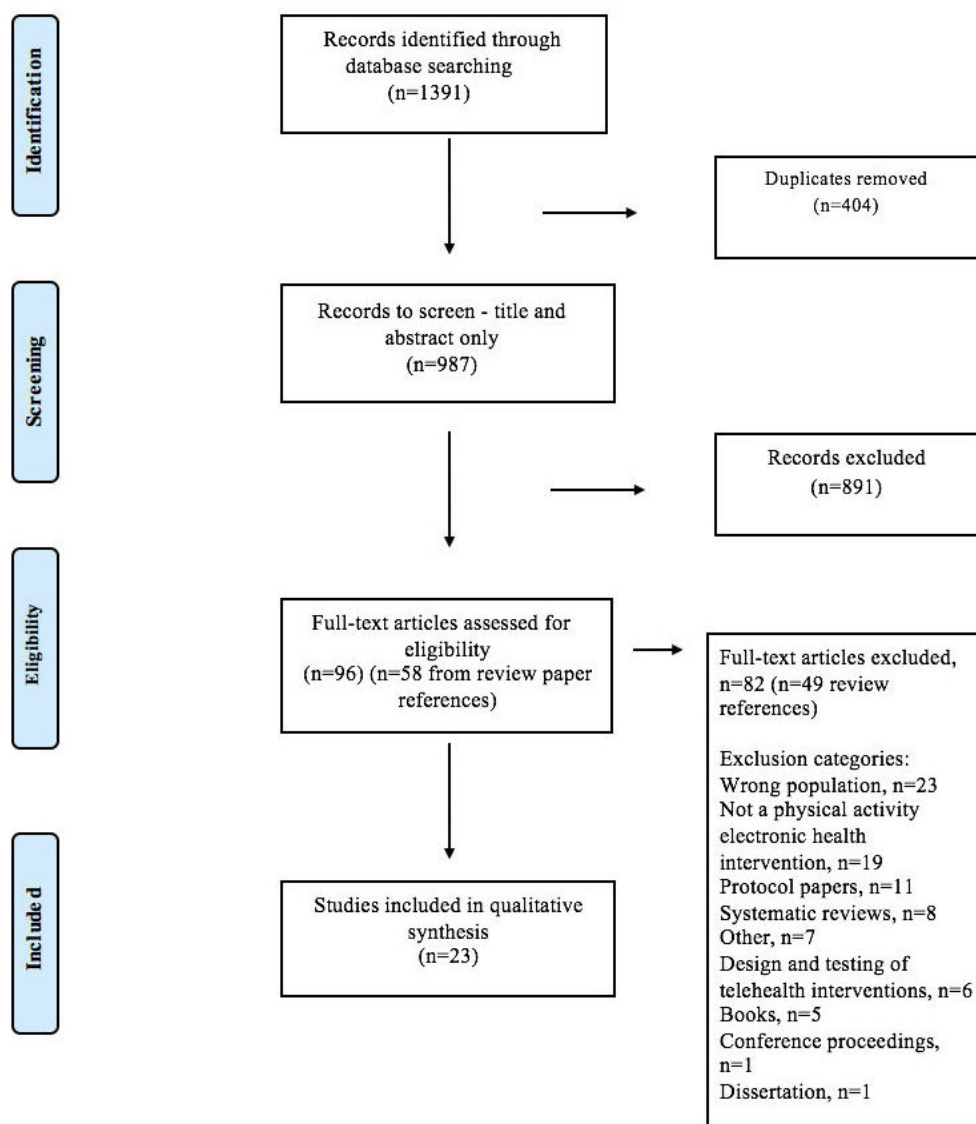 Identification
Records identified through
database searching
(n=1391)
Duplicates removed
(n=404)
Screening
Records to screen - title and
abstract only
(n=987)
Records excluded
(n=891)
Eligibility
Full-text articles assessed for
eligibility
(n=96) (n=58 from review paper
references)
Full-text articles excluded,
n=82 (n=49 review
references)
Exclusion categories:
Wrong population, n=23
Not a physical activity
electronic health
intervention, n=19
Protocol papers, n=11
Systematic reviews, n=8
Other, n=7
Design and testing of
telehealth interventions, n=6
Books, n=5
Conference proceedings,
n=1
Dissertation, n=1
Included
Studies included in qualitative
synthesis
(n=23)